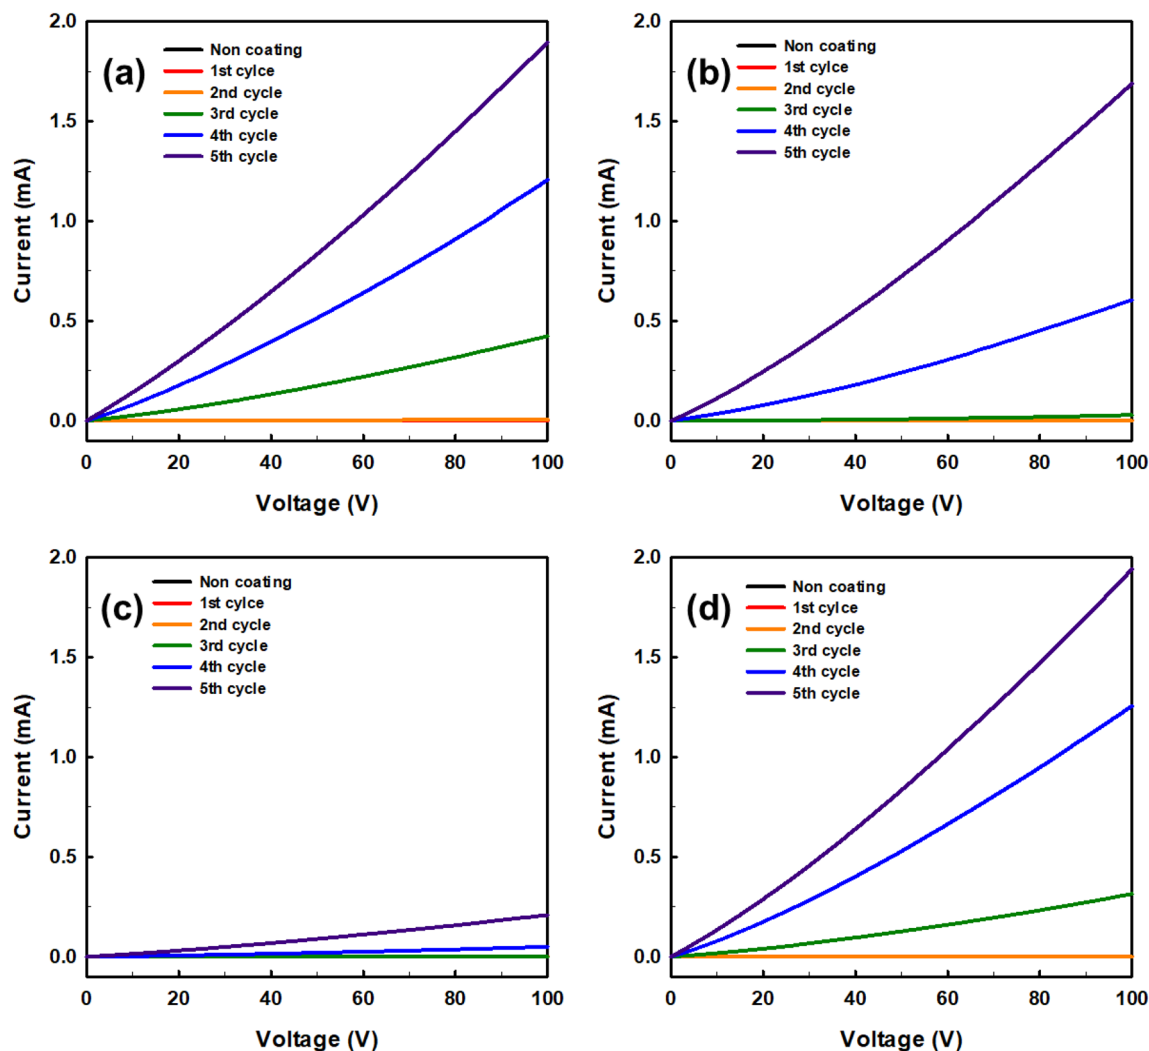 (a)
Non coating
1st cylce
2nd cycle
3rd cycle
4th cycle
5th cycle
2.0
1.5
1.0
0.5
0.0
Current (mA)
0 20 40 60 80 100
Voltage (V)
(b)
Non coating
1st cylce
2nd cycle
3rd cycle
4th cycle
5th cycle
2.0
1.5
1.0
0.5
0.0
Current (mA)
0 20 40 60 80 100
Voltage (V)
(c)
Non coating
1st cylce
2nd cycle
3rd cycle
4th cycle
5th cycle
2.0
1.5
1.0
0.5
0.0
Current (mA)
0 20 40 60 80 100
Voltage (V)
(d)
Non coating
1st cylce
2nd cycle
3rd cycle
4th cycle
5th cycle
2.0
1.5
1.0
0.5
0.0
Current (mA)
0 20 40 60 80 100
Voltage (V)